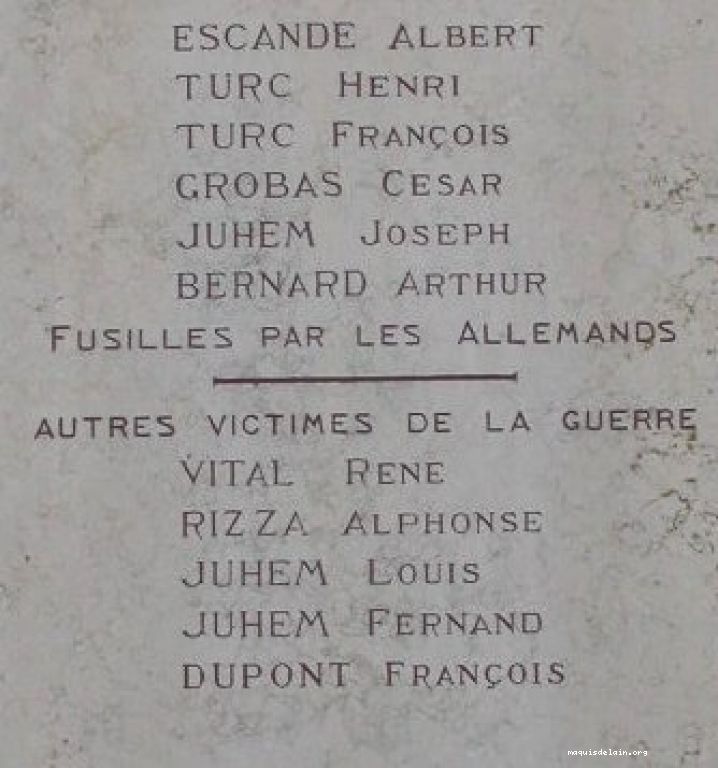 ESCANDE ALBERT
TURC HENRI
TURC FRANÇOIS
GROBAS CESAR
JUHEM JOSEPH
BERNARD ARTHUR
FUSILLES PAR LES ALLEMANDS
AUTRES VICTIMES DE LA GUERRE
VITAL RENE
RIZZA ALPHONSE
JUHEM LOUIS
JUHEM FERNAND
DUPONT FRANÇOIS
maquisdelain.org